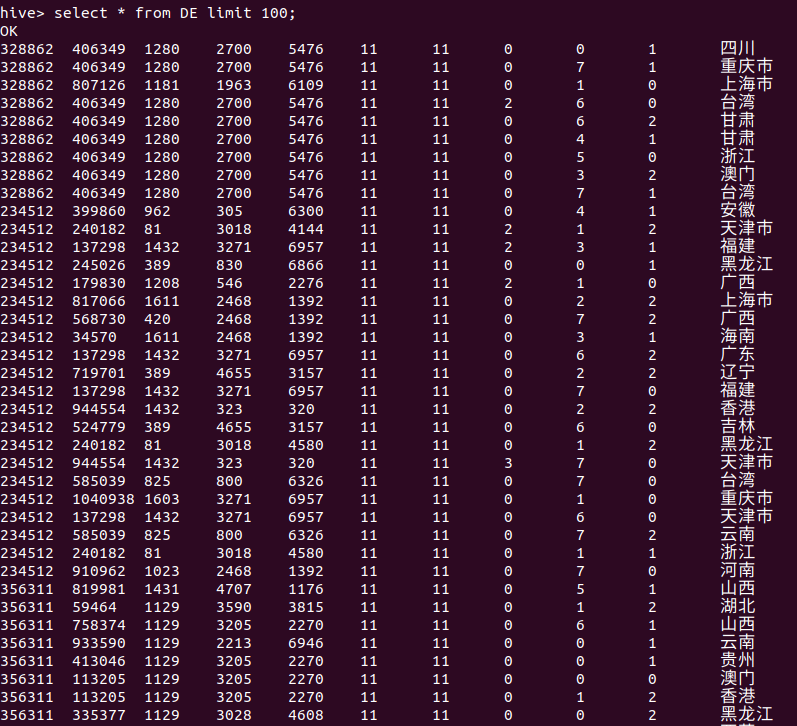 hive> select * from DE limit 100;
OK
328862 406349 1280 2700 5476 11 11 0 0 1 四川
328862 406349 1280 2700 5476 11 11 0 7 1 重庆市
328862 807126 1181 1963 6109 11 11 0 1 0 上海市
328862 406349 1280 2700 5476 11 11 2 6 0 台湾
328862 406349 1280 2700 5476 11 11 0 6 2 甘肃
328862 406349 1280 2700 5476 11 11 0 4 1 甘肃
328862 406349 1280 2700 5476 11 11 0 5 0 浙江
328862 406349 1280 2700 5476 11 11 0 3 2 澳门
328862 406349 1280 2700 5476 11 11 0 7 1 台湾
234512 399860 962 305 6300 11 11 0 4 1 安徽
234512 240182 81 3018 4144 11 11 2 1 2 天津市
234512 137298 1432 3271 6957 11 11 2 3 1 福建
234512 245026 389 830 6866 11 11 0 0 1 黑龙江
234512 179830 1208 546 2276 11 11 2 1 0 广西
234512 817066 1611 2468 1392 11 11 0 2 2 上海市
234512 568730 420 2468 1392 11 11 0 7 2 广西
234512 34570 1611 2468 1392 11 11 0 3 1 海南
234512 137298 1432 3271 6957 11 11 0 6 2 广东
234512 719701 389 4655 3157 11 11 0 2 2 辽宁
234512 137298 1432 3271 6957 11 11 0 7 0 福建
234512 944554 1432 323 320 11 11 0 2 2 香港
234512 524779 389 4655 3157 11 11 0 6 0 吉林
234512 240182 81 3018 4580 11 11 0 1 2 黑龙江
234512 944554 1432 323 320 11 11 3 7 0 天津市
234512 585039 825 800 6326 11 11 0 7 0 台湾
234512 1040938 1603 3271 6957 11 11 0 1 0 重庆市
234512 137298 1432 3271 6957 11 11 0 6 0 天津市
234512 585039 825 800 6326 11 11 0 7 2 云南
234512 240182 81 3018 4580 11 11 0 1 1 浙江
234512 910962 1023 2468 1392 11 11 0 7 0 河南
356311 819981 1431 4707 1176 11 11 0 5 1 山西
356311 59464 1129 3590 3815 11 11 0 1 2 湖北
356311 758374 1129 3205 2270 11 11 0 6 1 山西
356311 933590 1129 2213 6946 11 11 0 0 1 云南
356311 413046 1129 3205 2270 11 11 0 0 1 贵州
356311 113205 1129 3205 2270 11 11 0 0 0 澳门
356311 113205 1129 3205 2270 11 11 0 1 2 香港
356311 335377 1129 3028 4608 11 11 0 0 2 黑龙江